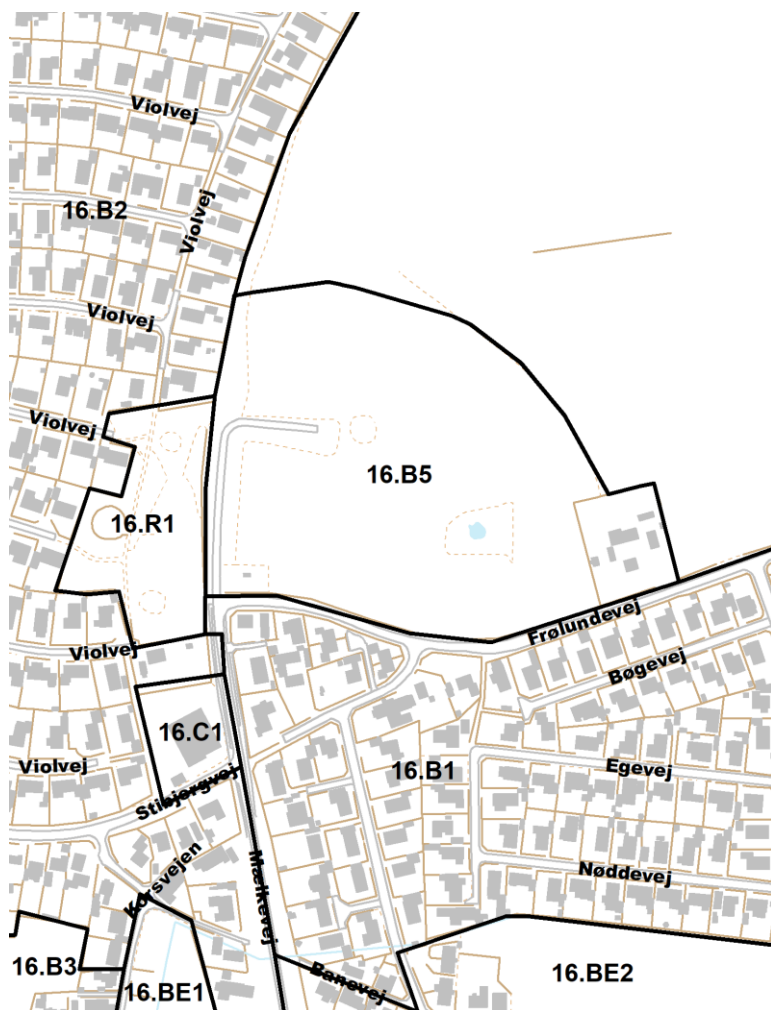 Violvej
16.B2
Violvej
Violvej
Violvej
16.B5
16.R1
Frølundevej
Violvej
Bøgevej
16.C1
Violvej
16.B1
Egevej
Stibjergvej
Mælkevej
Nøddevej
Korsvejen
16.B3
Banevej
16.BE2
16.BE1